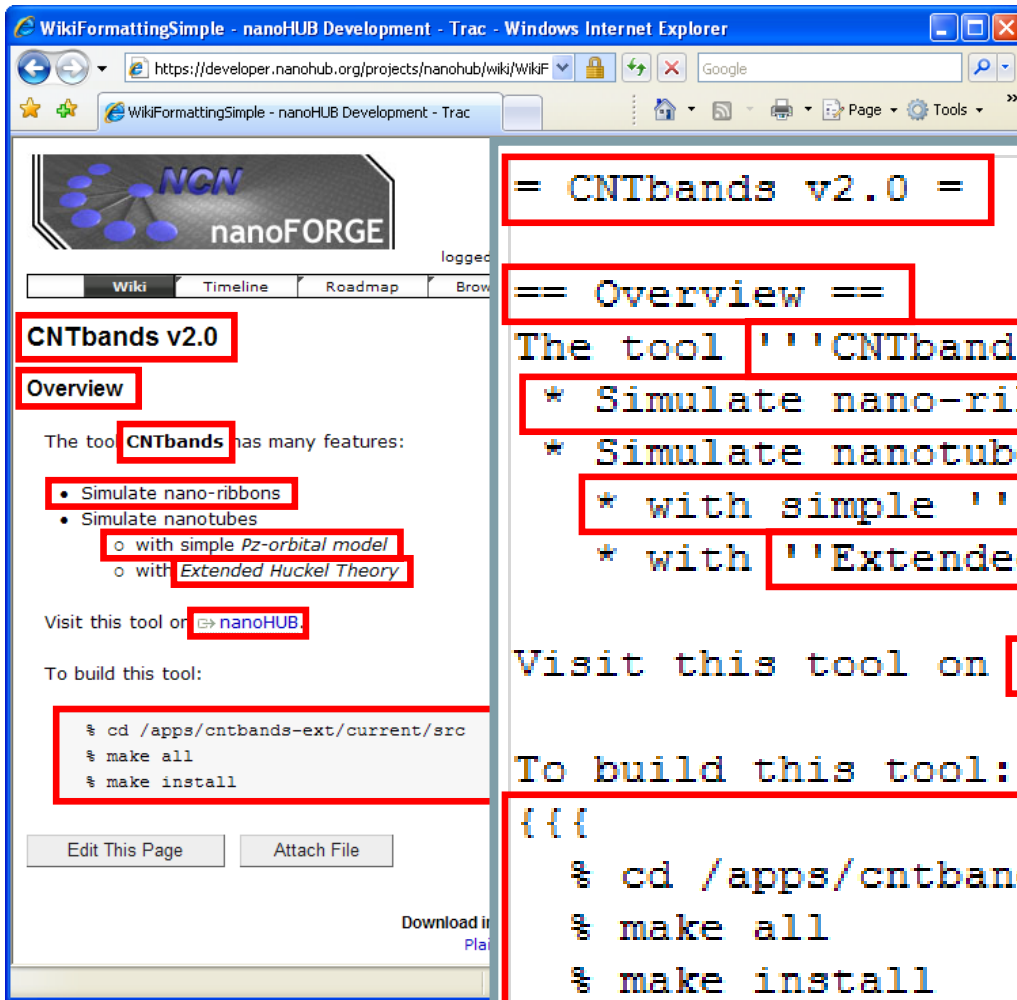 WikiFormattingSimple - nanoHUB Development - Trac - Windows Internet Explorer
https://developer.nanohub.org/projects/nanohub/wiki/WikiF
Google
WikiFormattingSimple - nanoHUB Development - Trac
Page
Tools
»
NCN
nanoFORGE
logged
Wiki Timeline Roadmap Brow
CNTbands v2.0
Overview
The tool CNTbands has many features:
• Simulate nano-ribbons
• Simulate nanotubes
o with simple Pz-orbital model
o with Extended Huckel Theory
Visit this tool on nanoHUB.
To build this tool:
% cd /apps/cntbands-ext/current/src
% make all
% make install
Edit This Page
Attach File
Download in
Plai
= CNTbands v2.0 =
== Overview ==
The tool '''CNTband
* Simulate nano-ri
* Simulate nanotub
* with simple ''
* with ''Extende
Visit this tool on
To build this tool:
{{{
% cd /apps/cntban
% make all
% make install